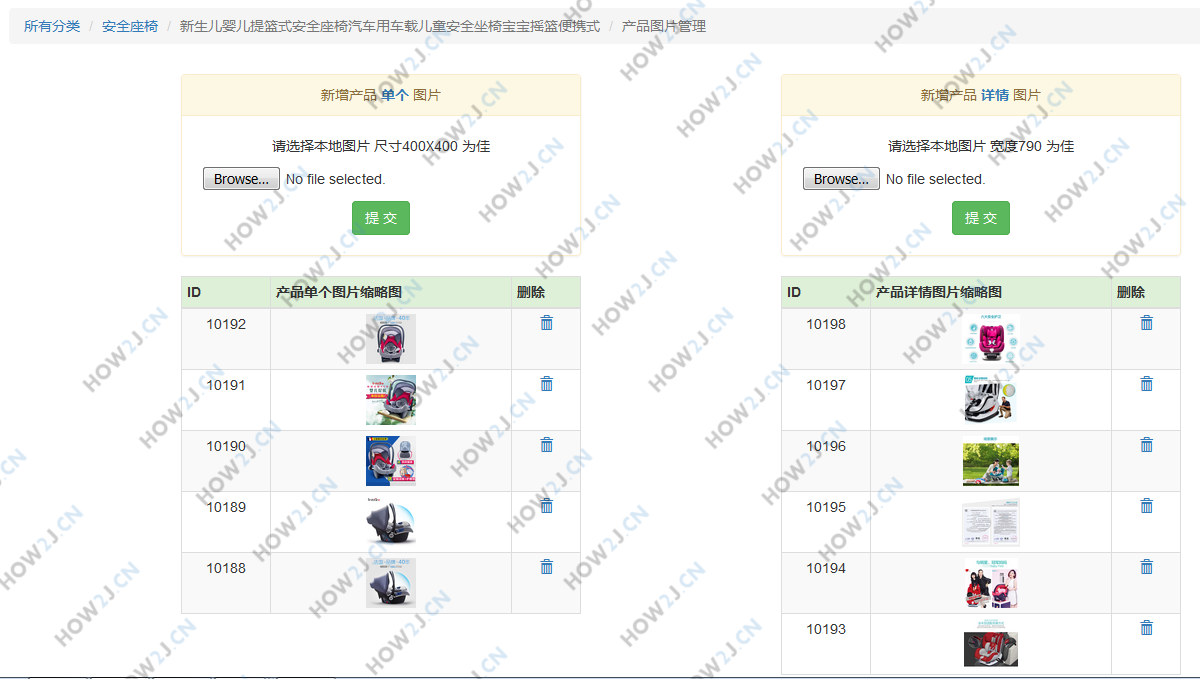 所有分类 / 安全座椅 / 新生儿婴儿提篮式安全座椅汽车用车载儿童安全坐椅宝宝摇篮便携式 / 产品图片管理
新增产品 单个 图片
请选择本地图片 尺寸400X400 为佳
Browse... No file selected.
提 交
ID 产品单个图片缩略图 删除
10192
10191
10190
10189
10188
新增产品 详情 图片
请选择本地图片 宽度790 为佳
Browse... No file selected.
提 交
ID 产品详情图片缩略图 删除
10198
10197
10196
10195
10194
10193
HOW2J.CN